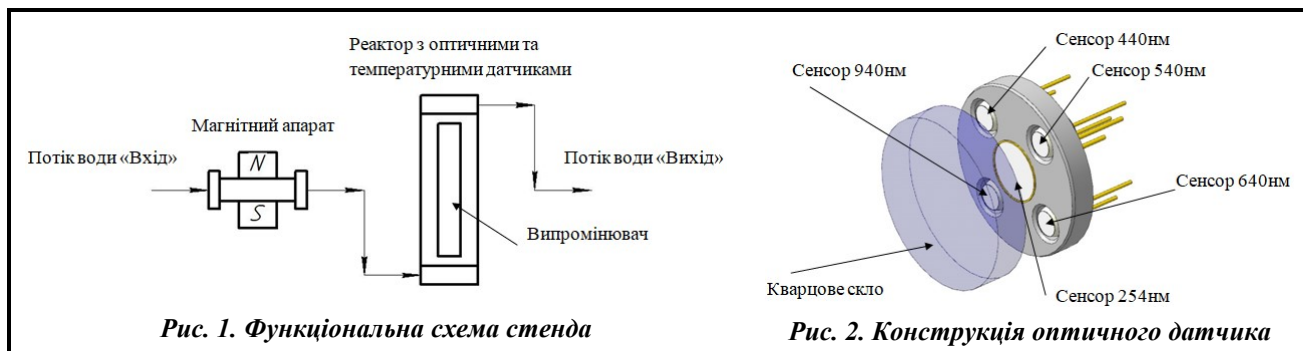 Реактор з оптичними та
температурними датчиками
Магнітний апарат
Потік води «Вхід»
N
S
Потік води «Вихід»
Випромінювач
Рис. 1. Функціональна схема стенда
Сенсор 440нм
Сенсор 940нм
Сенсор 540нм
Сенсор 640нм
Кварцове скло
Сенсор 254нм
Рис. 2. Конструкція оптичного датчика